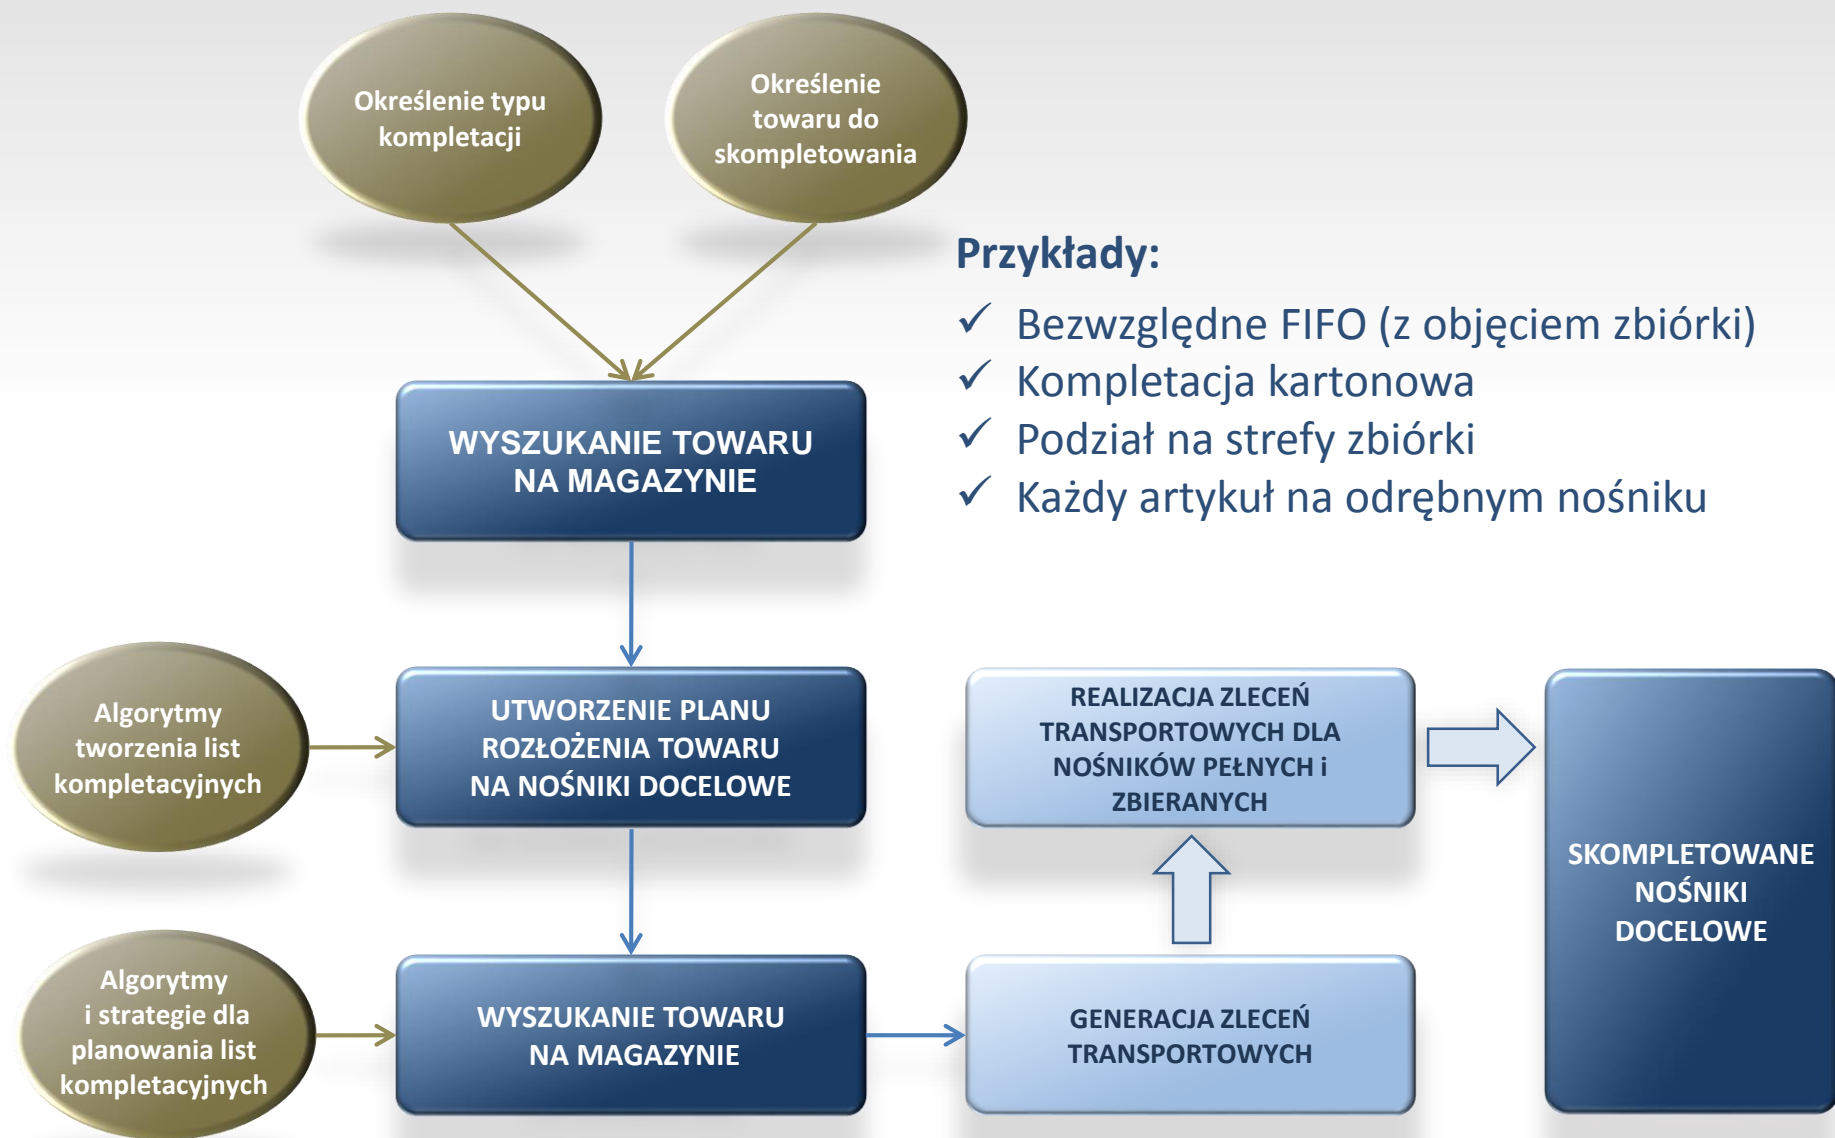 Określenie typu
kompletacji
Określenie
towaru do
skompletowania
Przykłady:
✓ Bezwzględne FIFO (z objęciem zbiórki)
✓ Kompletacja kartonowa
✓ Podział na strefy zbiórki
✓ Każdy artykuł na odrębnym nośniku
WYSZUKANIE TOWARU
NA MAGAZYNIE
Algorytmy
tworzenia list
kompletacyjnych
UTWORZENIE PLANU
ROZŁOŻENIA TOWARU
NA NOŚNIKI DOCELOWE
REALIZACJA ZLECEŃ
TRANSPORTOWYCH DLA
NOŚNIKÓW PEŁNYCH i
ZBIERANYCH
SKOMPLETOWANE
NOŚNIKI
DOCELOWE
Algorytmy
i strategie dla
planowania list
kompletacyjnych
WYSZUKANIE TOWARU
NA MAGAZYNIE
GENERACJA ZLECEŃ
TRANSPORTOWYCH